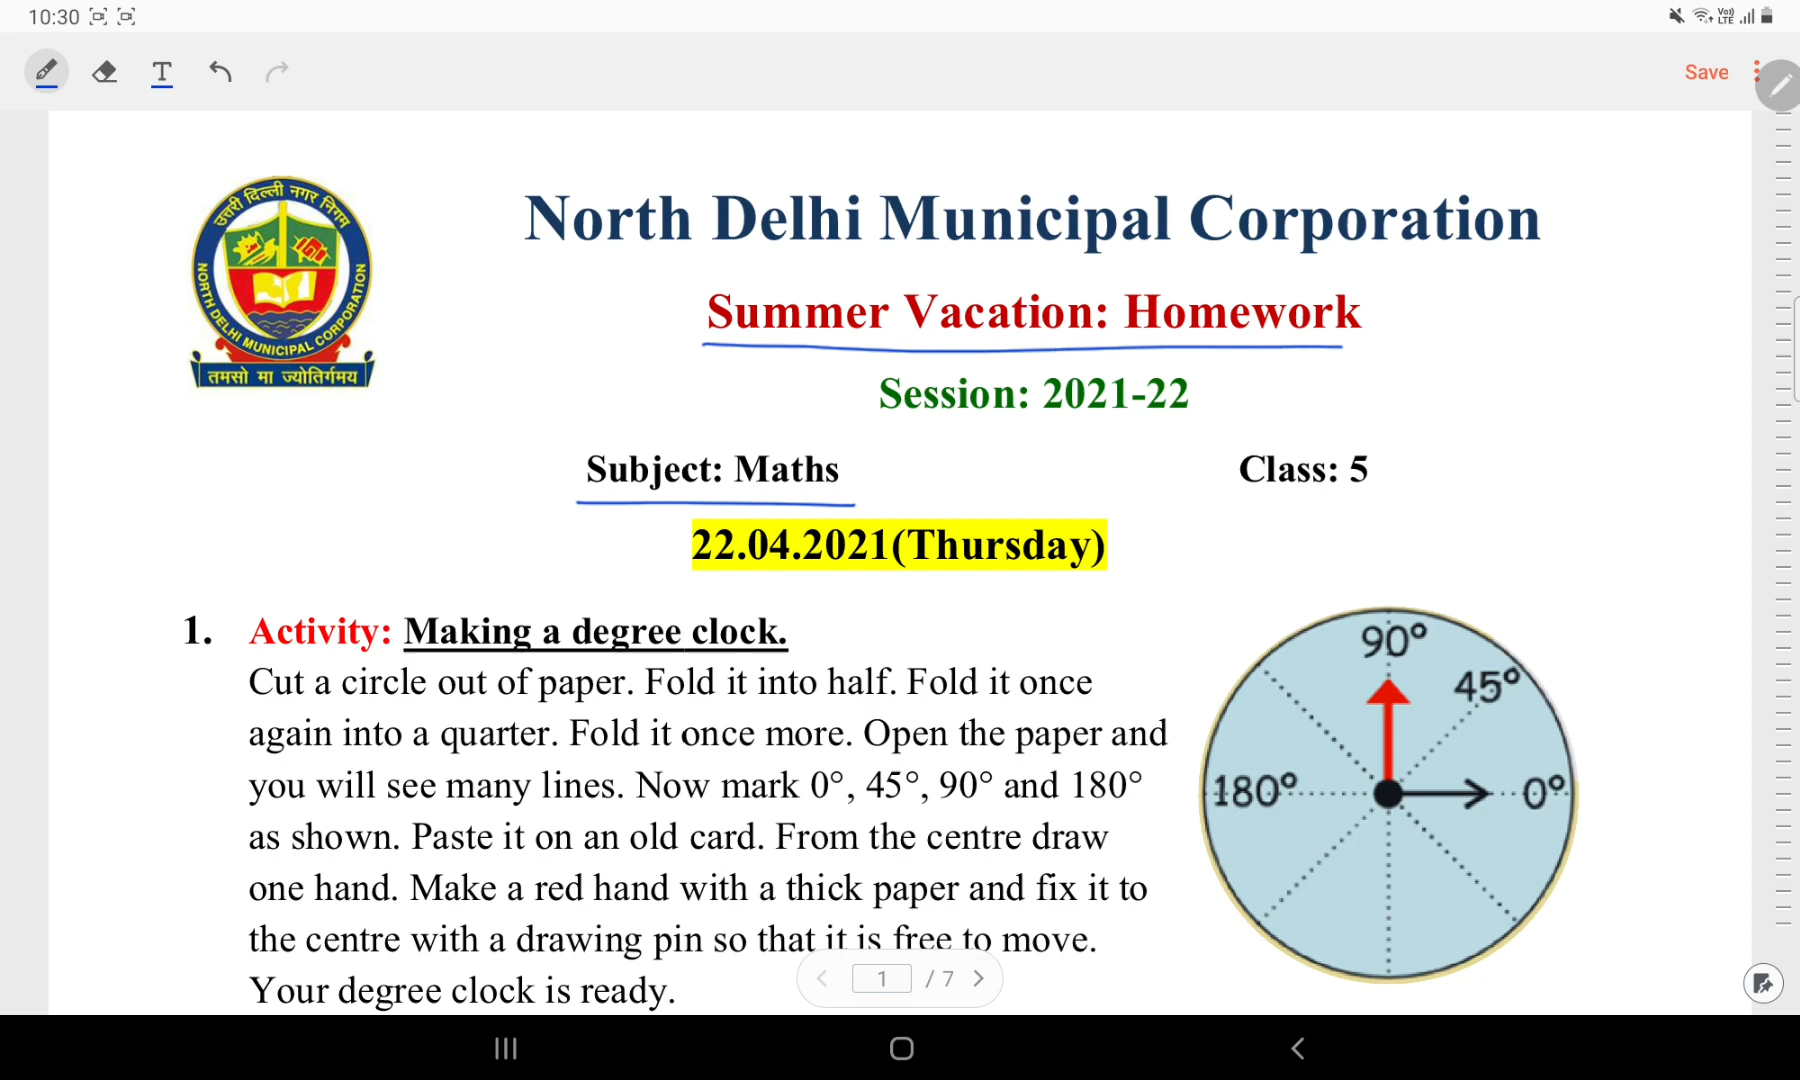 10:30
Vo)) LTE
T
Save
उत्तरी दिल्ली नगर निगम
NORTH DELHI MUNICIPAL CORPORATION
तमसो मा ज्योतिर्गमय
North Delhi Municipal Corporation
Summer Vacation: Homework
Session: 2021-22
Subject: Maths Class: 5
22.04.2021(Thursday)
1. Activity: Making a degree clock.
Cut a circle out of paper. Fold it into half. Fold it once
again into a quarter. Fold it once more. Open the paper and
you will see many lines. Now mark 0°, 45°, 90° and 180°
as shown. Paste it on an old card. From the centre draw
one hand. Make a red hand with a thick paper and fix it to
the centre with a drawing pin so that it is free to move.
Your degree clock is ready.
90°
45°
180°
0°
1 / 7